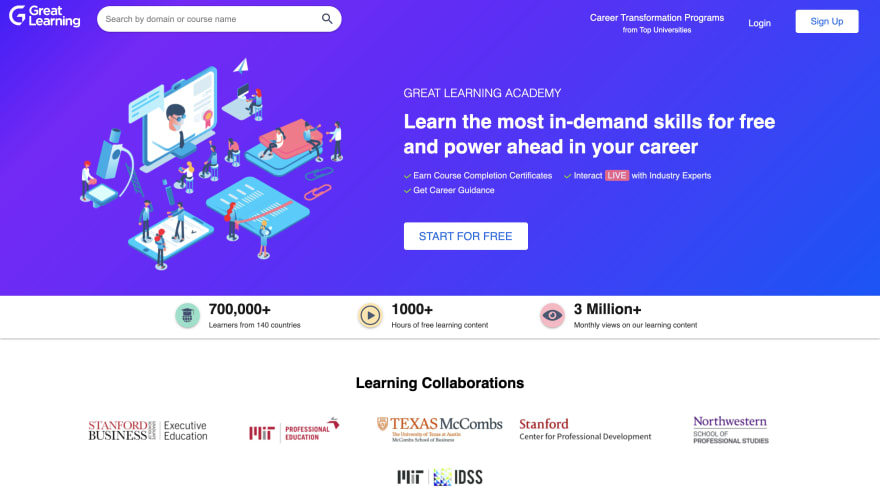 Great
Learning
Search by domain or course name
Career Transformation Programs
from Top Universities
Login
Sign Up
GREAT LEARNING ACADEMY
Learn the most in-demand skills for free
and power ahead in your career
Earn Course Completion Certificates
Interact LIVE with Industry Experts
Get Career Guidance
START FOR FREE
700,000+
Learners from 140 countries
1000+
Hours of free learning content
3 Million+
Monthly views on our learning content
Learning Collaborations
STANFORD
BUSINESS
Executive
Education
MIT
PROFESSIONAL
EDUCATION
TEXAS McCombs
The University of Texas at Austin
McCombs School of Business
Stanford
Center for Professional Development
Northwestern
SCHOOL OF
PROFESSIONAL STUDIES
MIT IDSS